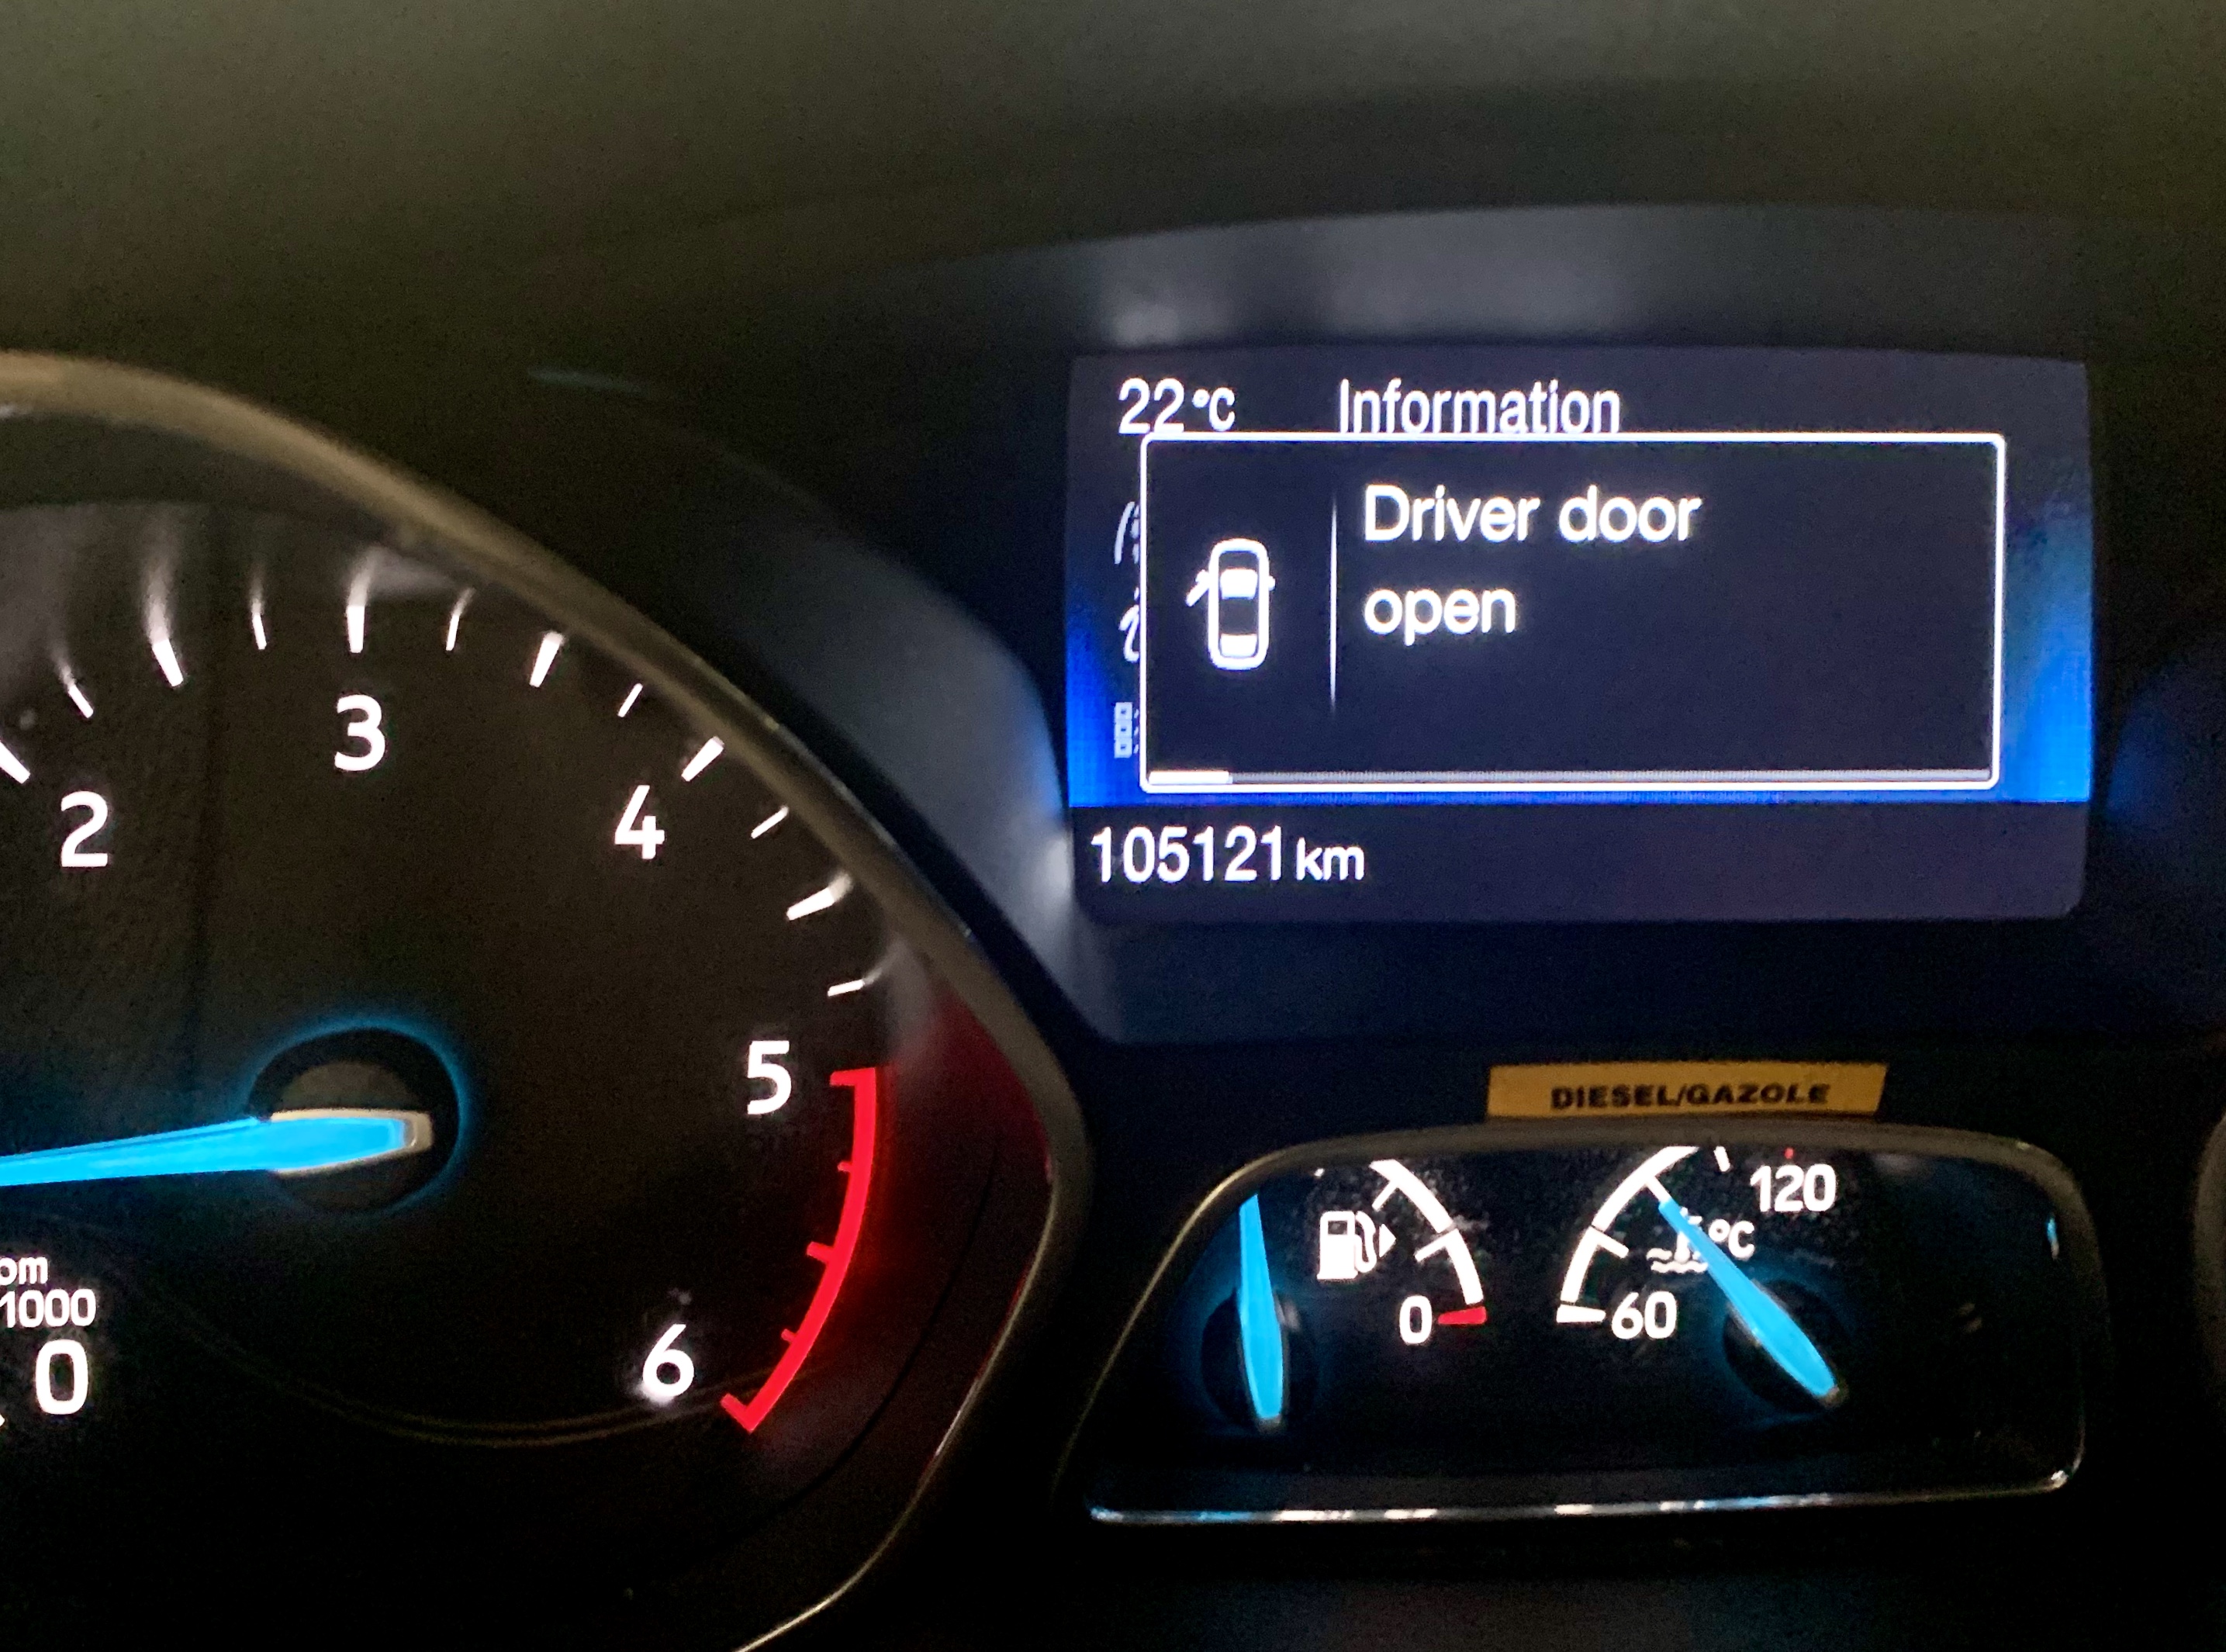 22°C Information
Driver door
open
105121 km
2
3
4
5
6
1000
0
DIESEL/GAZOLE
0
60
°C
120